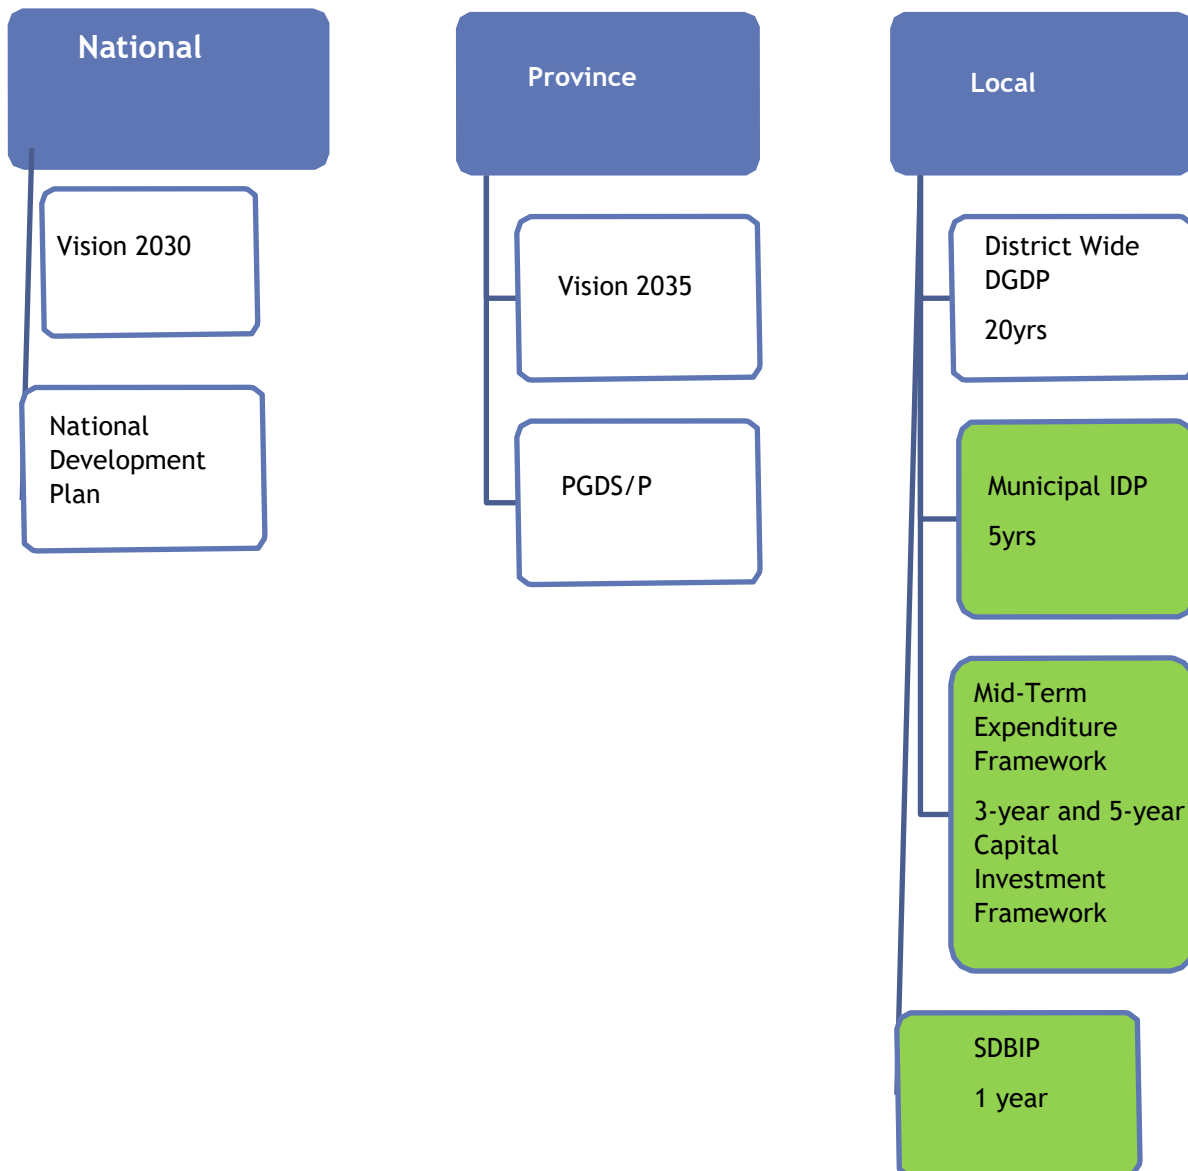 National
Vision 2030
National
Development
Plan
Province
Vision 2035
PGDS/P
Local
District Wide
DGDP
20yrs
Municipal IDP
5yrs
Mid-Term
Expenditure
Framework
3-year and 5-year
Capital
Investment
Framework
SDBIP
1 year